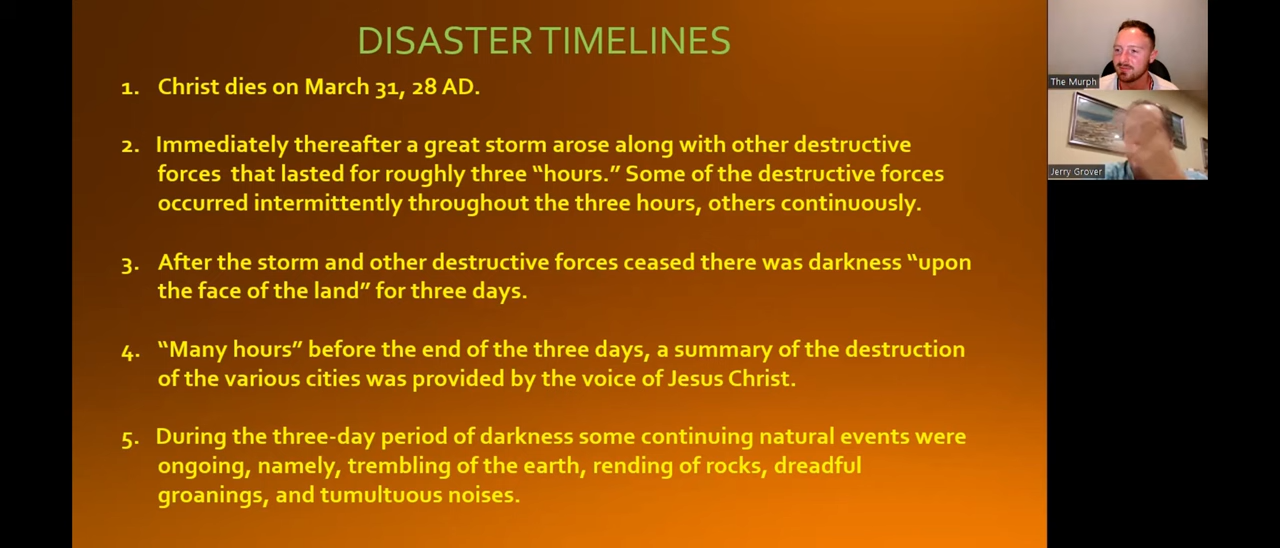 DISASTER TIMELINES
1. Christ dies on March 31, 28 AD.
2. Immediately thereafter a great storm arose along with other destructive
forces that lasted for roughly three “hours.” Some of the destructive forces
occurred intermittently throughout the three hours, others continuously.
3. After the storm and other destructive forces ceased there was darkness “upon
the face of the land” for three days.
4. “Many hours” before the end of the three days, a summary of the destruction
of the various cities was provided by the voice of Jesus Christ.
5. During the three-day period of darkness some continuing natural events were
ongoing, namely, trembling of the earth, rending of rocks, dreadful
groanings, and tumultuous noises.
The Murph
Jerry Grover